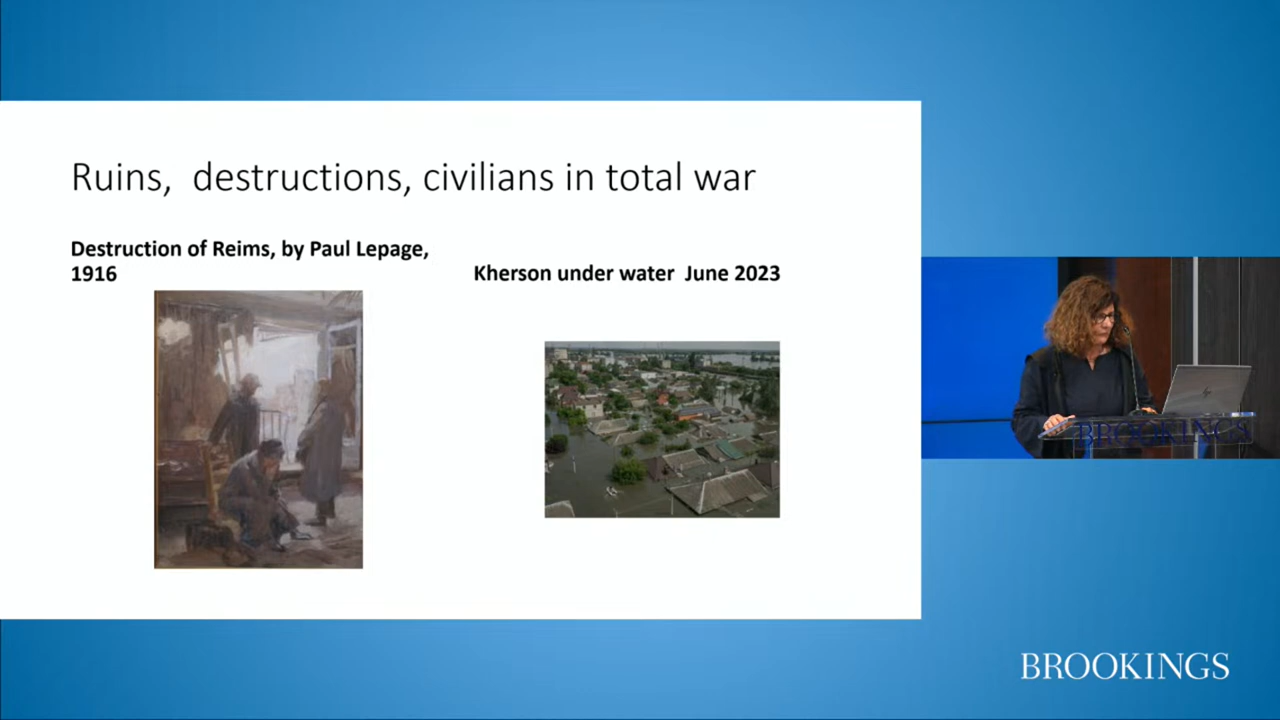 Ruins, destructions, civilians in total war
Destruction of Reims, by Paul Lepage,
1916
Kherson under water June 2023
BROOKINGS
BROOKINGS